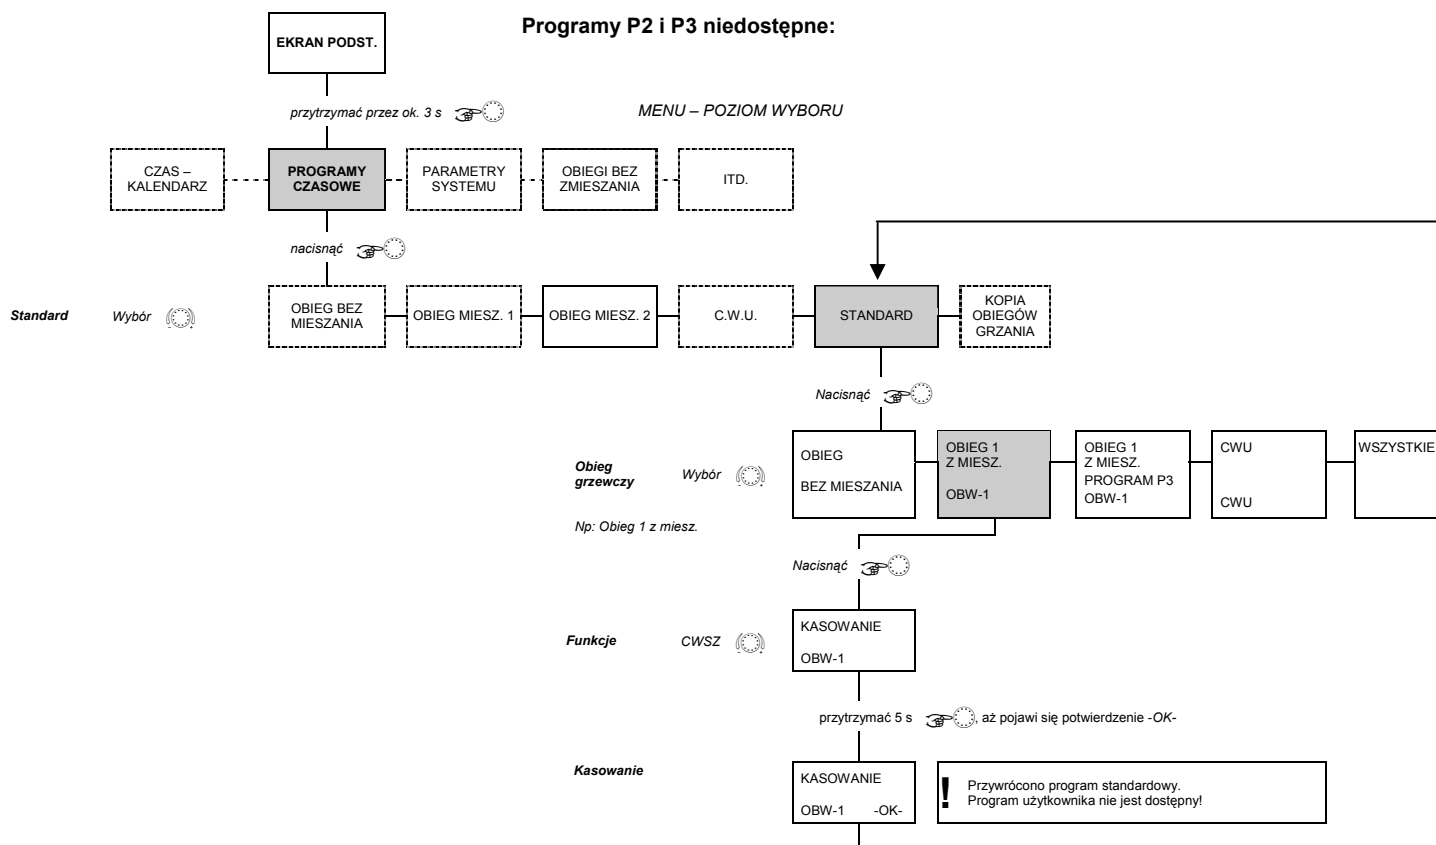 Programy P2 i P3 niedostępne:
EKRAN PODST.
przytrzymać przez ok. 3 s
MENU – POZIOM WYBORU
CZAS –
KALENDARZ
PROGRAMY
CZASOWE
PARAMETRY
SYSTEMU
OBIEGI BEZ
ZMIESZANIA
ITD.
nacisnąć
Standard
Wybór
OBIEG BEZ
MIESZANIA
OBIEG MIESZ. 1
OBIEG MIESZ. 2
C.W.U.
STANDARD
KOPIA
OBIEGÓW
GRZANIA
Nacisnąć
Obieg
grzewczy
Wybór
OBIEG
BEZ MIESZANIA
OBIEG 1
Z MIESZ.
OBW-1
OBIEG 1
Z MIESZ.
PROGRAM P3
OBW-1
CWU
CWU
WSZYSTKIE
Np: Obieg 1 z miesz.
Nacisnąć
Funkcje
CWSZ
KASOWANIE
OBW-1
przytrzymać 5 s , aż pojawi się potwierdzenie -OK-
Kasowanie
KASOWANIE
OBW-1 -OK-
! Przywrócono program standardowy.
Program użytkownika nie jest dostępny!